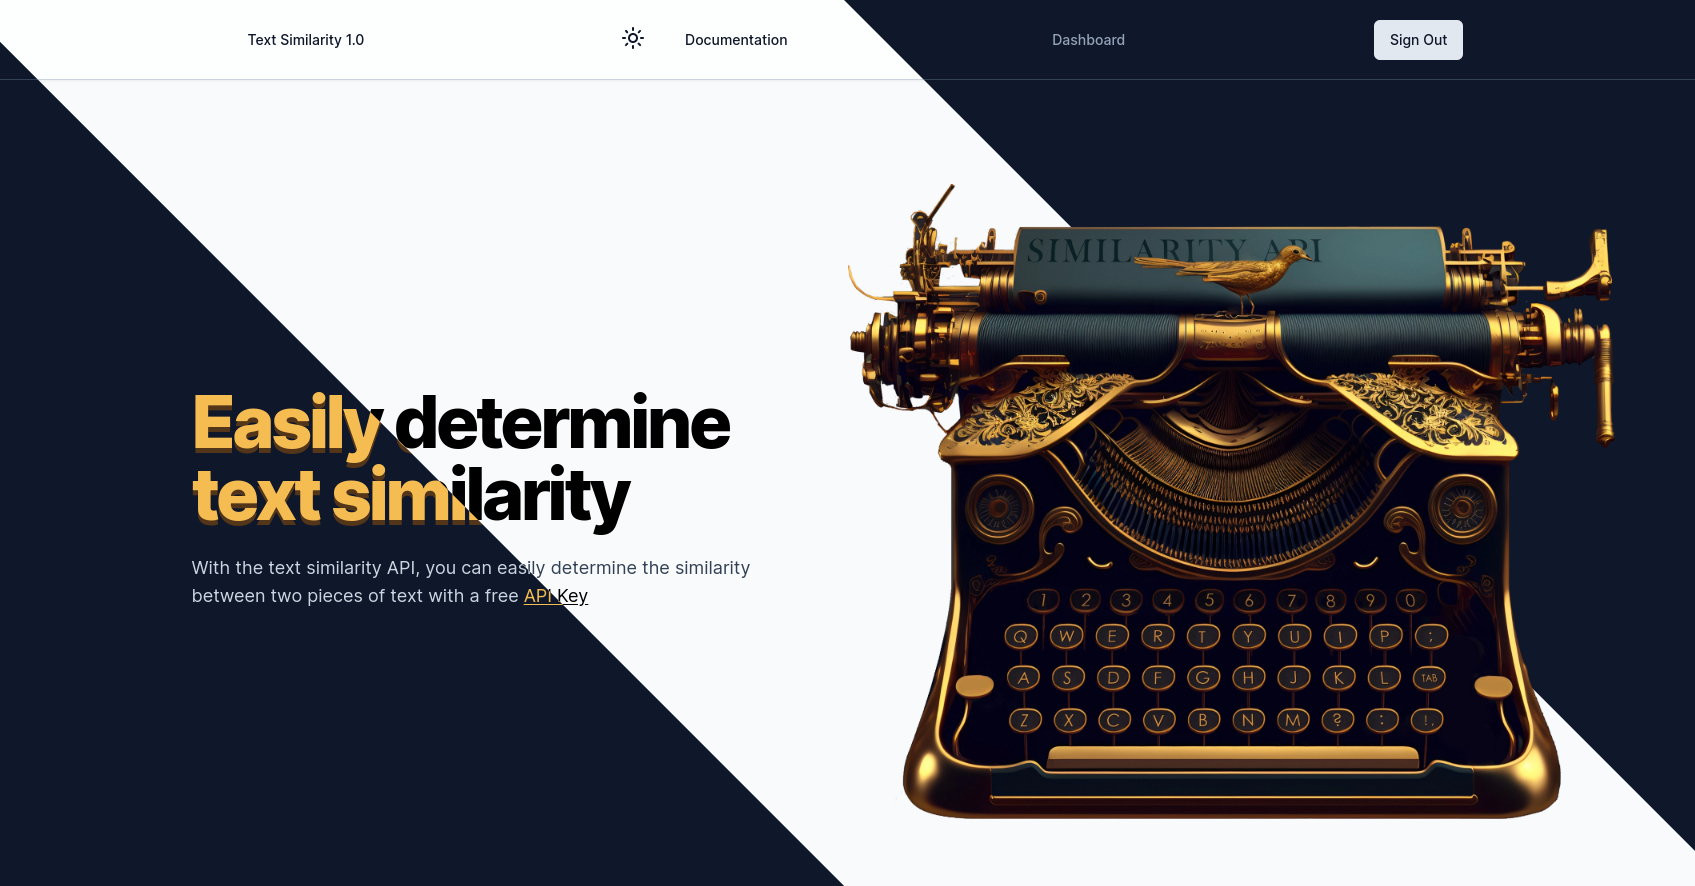 Text Similarity 1.0
Documentation
Dashboard
Sign Out
SIMILARITY API
Easily determine
text similarity
With the text similarity API, you can easily determine the similarity
between two pieces of text with a free API Key
1 2 3 4 5 6 7 8 9 0
Q W E R T Y U I P ;
A S D F G H J K L TAB
Z X C V B N M ? : !,